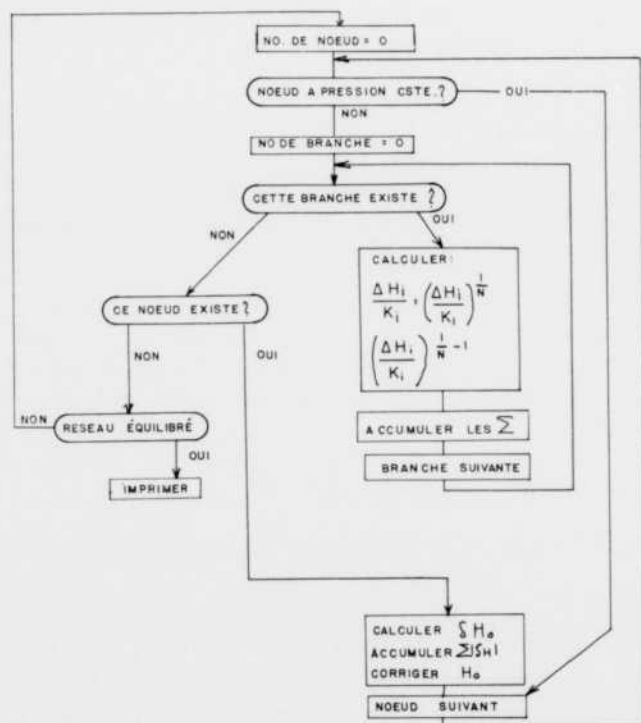 NO. DE NOEUD = 0
NOEUD A PRESSION CSTE.?
OUI
NON
NO DE BRANCHE = 0
CETTE BRANCHE EXISTE ?
NON
OUI
CALCULER:
ΔHi/Ki , (ΔHi/Ki)^(1/N)
(ΔHi/Ki)^(1/N - 1)
CE NOEUD EXISTE?
NON
OUI
NON
RESEAU ÉQUILIBRÉ
ACCUMULER LES Σ
OUI
BRANCHE SUIVANTE
IMPRIMER
CALCULER δHo
ACCUMULER Σ|δH|
CORRIGER Ho
NOEUD SUIVANT